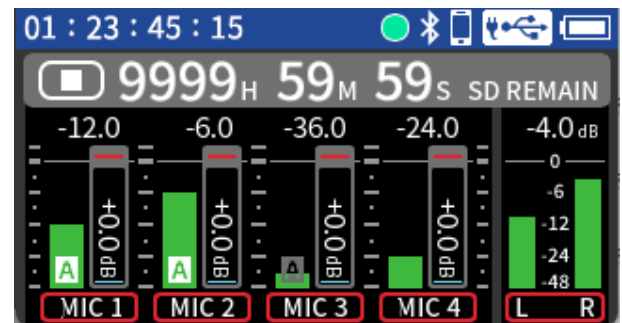 01 : 23 : 45 : 15
9999H 59M 59S SD REMAIN
-12.0 -6.0 -36.0 -24.0 -4.0 dB
0
-6
-12
-24
-48
+0.0dB +0.0dB +0.0dB +0.0dB
A A A
MIC 1 MIC 2 MIC 3 MIC 4 L R